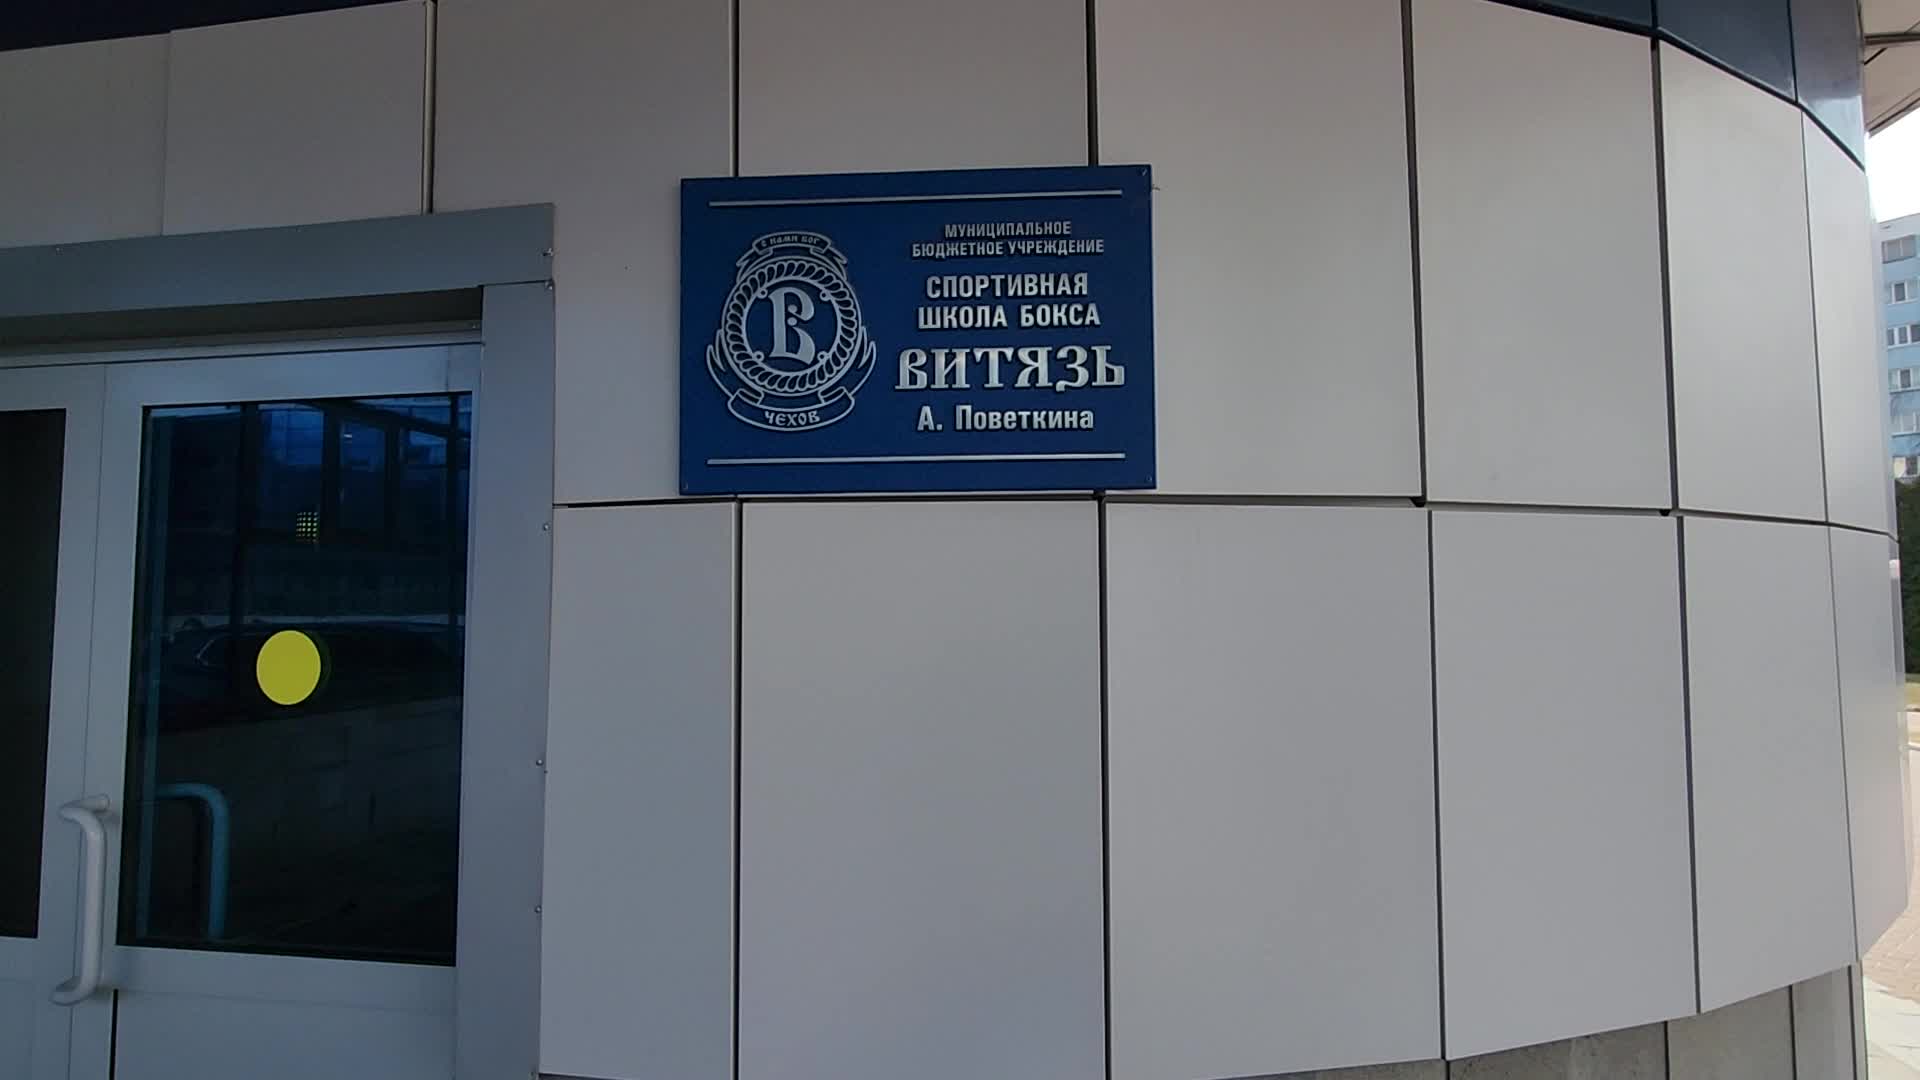 С НАМИ БОГ
В
ЧЕХОВ
МУНИЦИПАЛЬНОЕ
БЮДЖЕТНОЕ УЧРЕЖДЕНИЕ
СПОРТИВНАЯ
ШКОЛА БОКСА
ВИТЯЗЬ
А. Поветкина